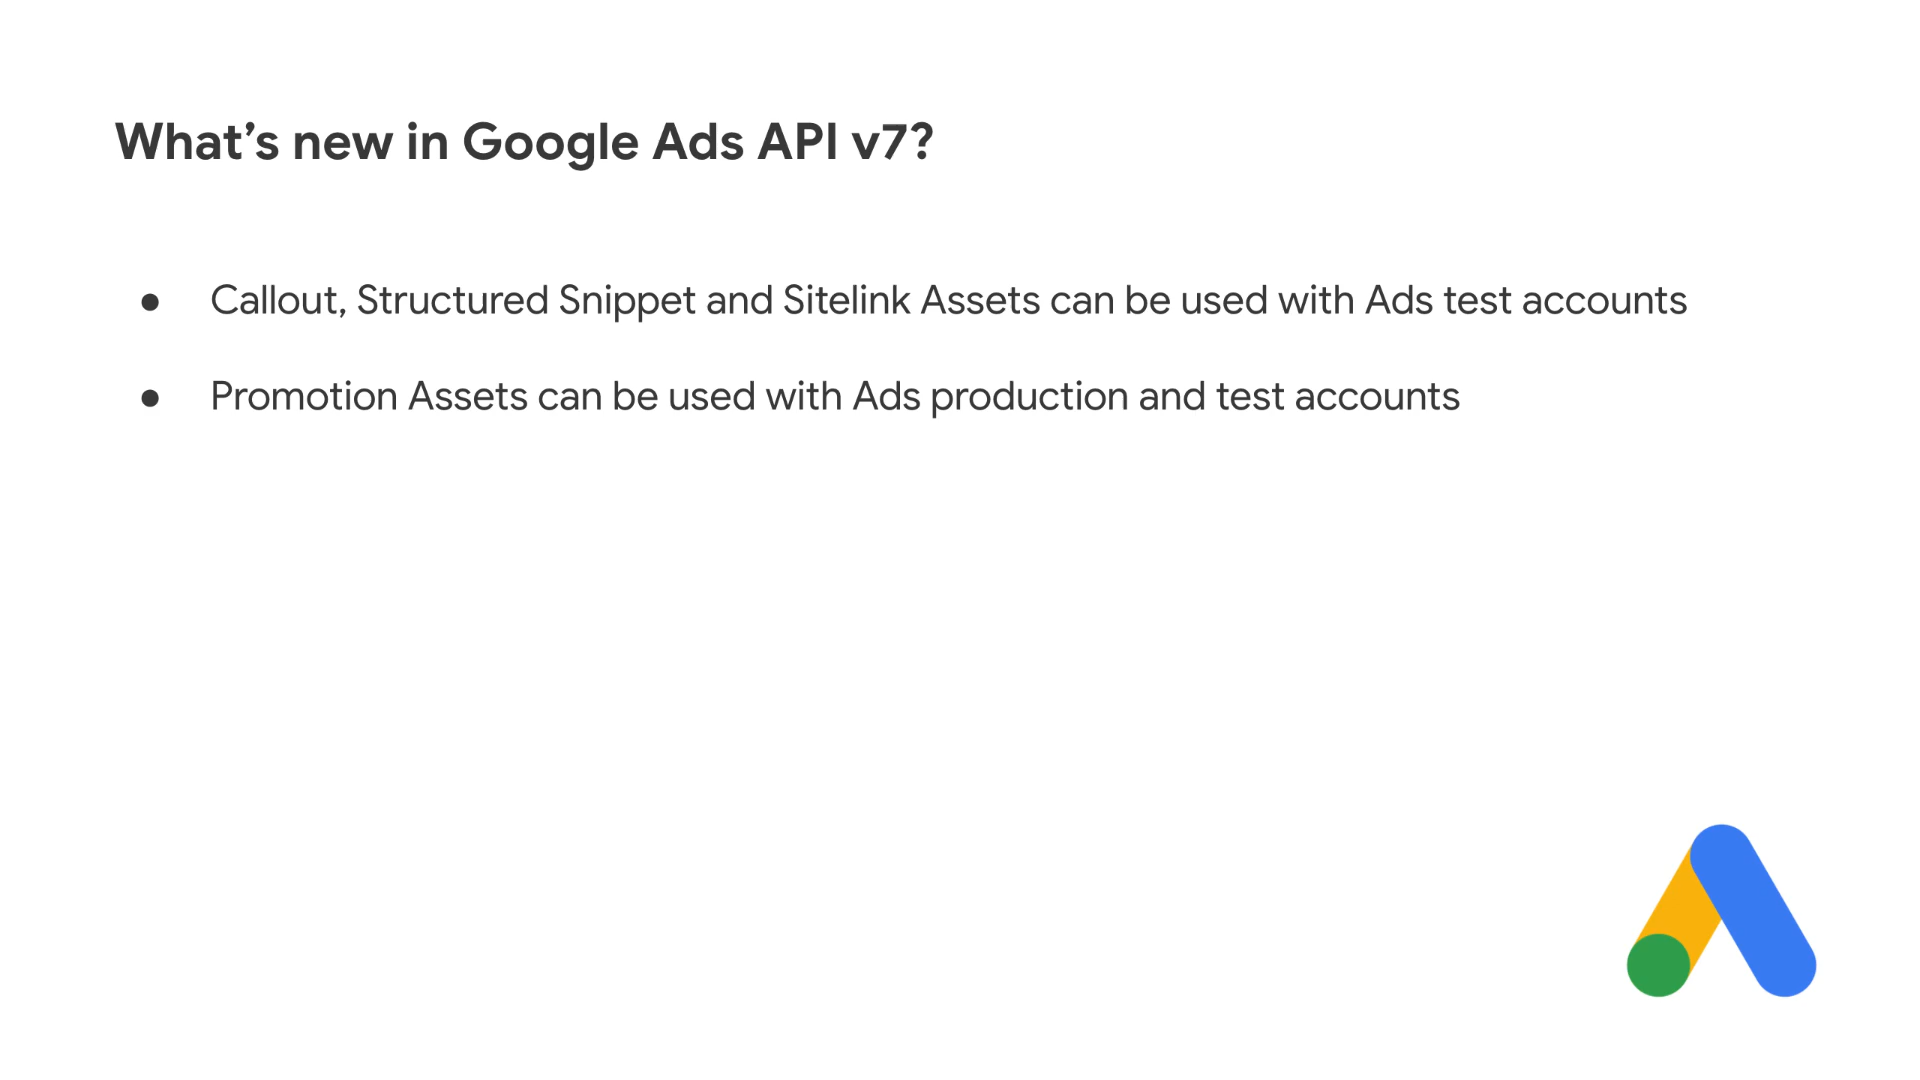 What’s new in Google Ads API v7?
● Callout, Structured Snippet and Sitelink Assets can be used with Ads test accounts
● Promotion Assets can be used with Ads production and test accounts